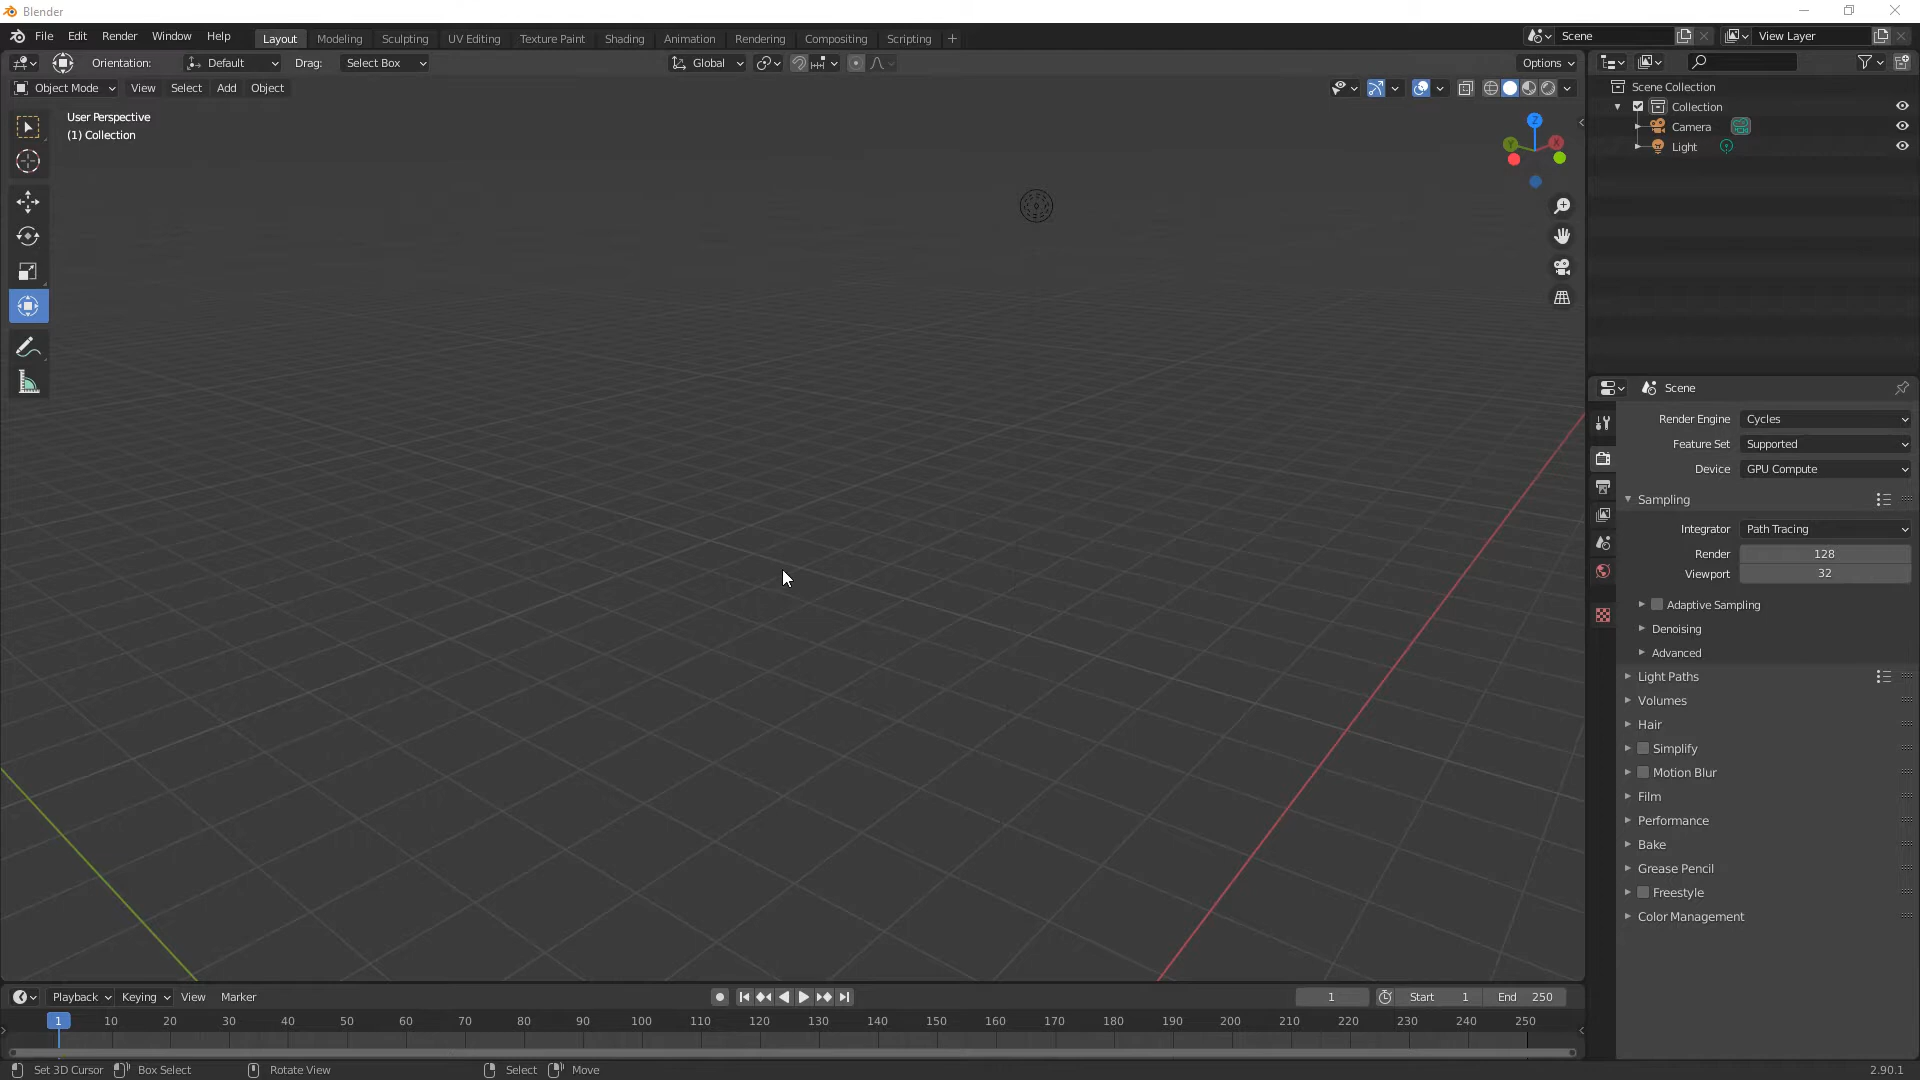 Blender
File Edit Render Window Help
Layout Modeling Sculpting UV Editing Texture Paint Shading Animation Rendering Compositing Scripting +
Scene View Layer
Orientation: Default Drag: Select Box Global Options
Object Mode View Select Add Object
User Perspective
(1) Collection
Z
Y
X
Scene Collection
Collection
Camera
Light
Scene
Render Engine Cycles
Feature Set Supported
Device GPU Compute
Sampling
Integrator Path Tracing
Render 128
Viewport 32
Adaptive Sampling
Denoising
Advanced
Light Paths
Volumes
Hair
Simplify
Motion Blur
Film
Performance
Bake
Grease Pencil
Freestyle
Color Management
Playback Keying View Marker 1 Start 1 End 250
1 10 20 30 40 50 60 70 80 90 100 110 120 130 140 150 160 170 180 190 200 210 220 230 240 250
Set 3D Cursor Box Select Rotate View Select Move 2.90.1